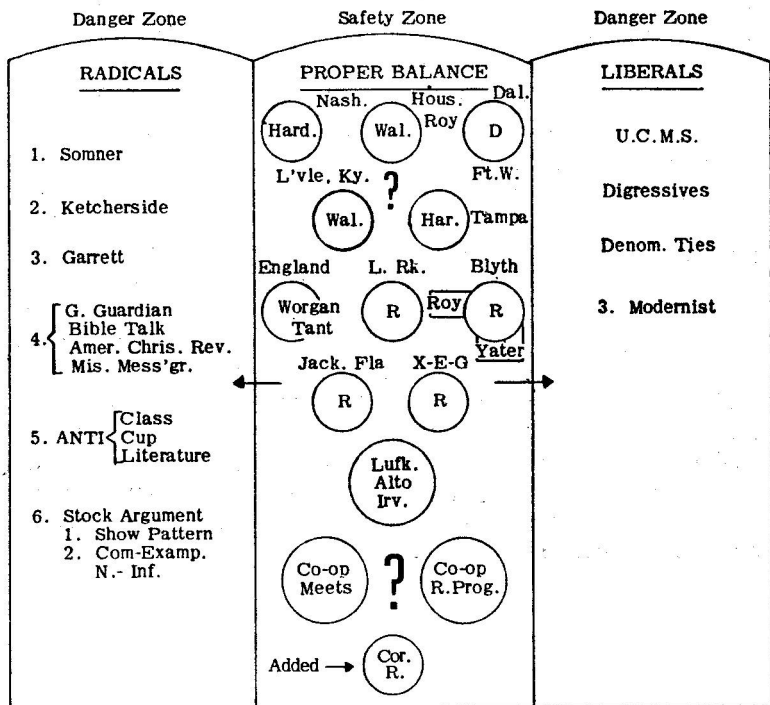 Danger Zone
Safety Zone
Danger Zone
RADICALS
1. Somner
2. Ketcherside
3. Garrett
4.
G. Guardian
Bible Talk
Amer. Chris. Rev.
Mis. Mess'gr.
5. ANTI
Class
Cup
Literature
6. Stock Argument
1. Show Pattern
2. Com-Examp.
N.- Inf.
PROPER BALANCE
Nash.
Hous.
Dal.
Hard.
Wal.
Roy
D
L'vle, Ky.
?
Ft.W.
Wal.
Har.
Tampa
England
L. Rk.
Blyth
Worgan
Tant
R
Roy
R
Yater
Jack. Fla
X-E-G
R
R
Lufk.
Alto
Irv.
Co-op
Meets
?
Co-op
R.Prog.
Added
Cor.
R.
LIBERALS
U.C.M.S.
Digressives
Denom. Ties
3. Modernist